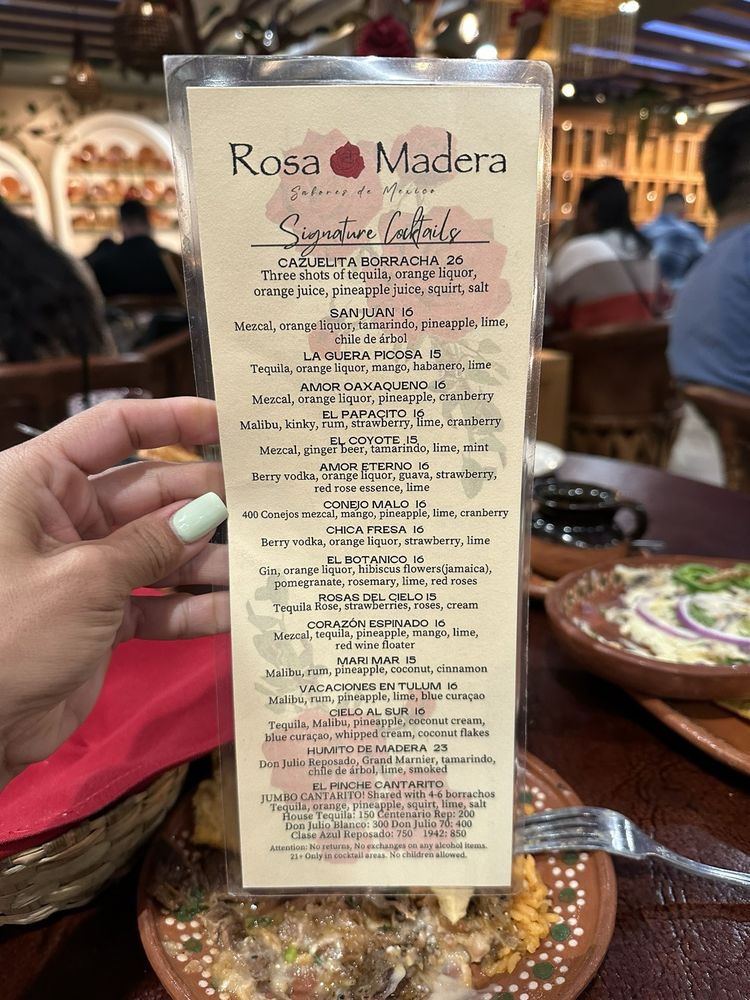 Rosa Madera
Sabores de Mexico
Signature Cocktails
CAZUELITA BORRACHA 26
Three shots of tequila, orange liquor,
orange juice, pineapple juice, squirt, salt
SAN JUAN 16
Mezcal, orange liquor, tamarindo, pineapple, lime,
chile de árbol
LA GUERA PICOSA 15
Tequila, orange liquor, mango, habanero, lime
AMOR OAXAQUENO 16
Mezcal, orange liquor, pineapple, cranberry
EL PAPACITO 16
Malibu, kinky, rum, strawberry, lime, cranberry
EL COYOTE 15
Mezcal, ginger beer, tamarindo, lime, mint
AMOR ETERNO 16
Berry vodka, orange liquor, guava, strawberry,
red rose essence, lime
CONEJO MALO 16
400 Conejos mezcal, mango, pineapple, lime, cranberry
CHICA FRESA 16
Berry vodka, orange liquor, strawberry, lime
EL BOTANICO 16
Gin, orange liquor, hibiscus flowers(jamaica),
pomegranate, rosemary, lime, red roses
ROSAS DEL CIELO 15
Tequila Rose, strawberries, roses, cream
CORAZÓN ESPINADO 16
Mezcal, tequila, pineapple, mango, lime,
red wine floater
MARI MAR 15
Malibu, rum, pineapple, coconut, cinnamon
VACACIONES EN TULUM 16
Malibu, rum, pineapple, lime, blue curaçao
CIELO AL SUR 16
Tequila, Malibu, pineapple, coconut cream,
blue curaçao, whipped cream, coconut flakes
HUMITO DE MADERA 23
Don Julio Reposado, Grand Marnier, tamarindo,
chile de árbol, lime, smoked
EL PINCHE CANTARITO
JUMBO CANTARITO! Shared with 4-6 borrachos
Tequila, orange, pineapple, squirt, lime, salt
House Tequila: 150 Centenario Rep: 200
Don Julio Blanco: 300 Don Julio 70: 400
Clase Azul Reposado: 750 1942: 850
Attention: No returns, No exchanges on any alcohol items.
21+ Only in cocktail areas. No children allowed.